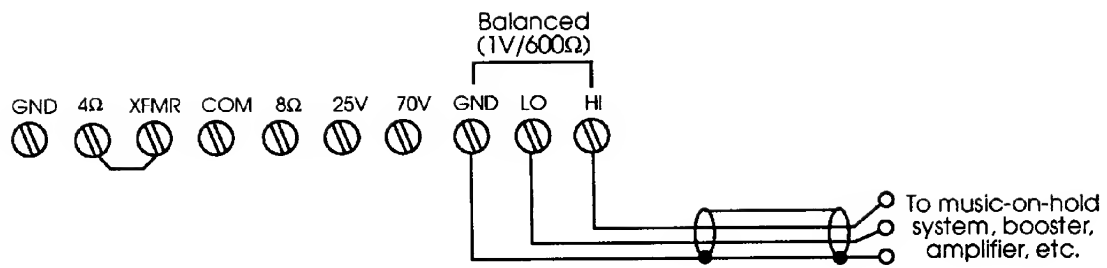 Balanced
(1V/600Ω)
GND 4Ω XFMR COM 8Ω 25V 70V GND LO HI
To music-on-hold
system, booster,
amplifier, etc.